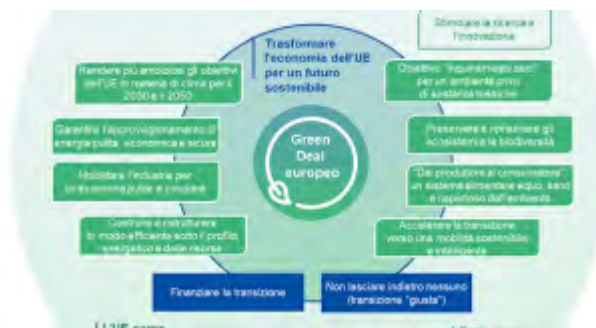 Stimolare la ricerca e
l'innovazione
Trasformare
l'economia dell'UE
per un futuro
sostenibile
Rendere più ambiziosi gli obiettivi
dell'UE in materia di clima per il
2030 e il 2050
Obiettivo "inquinamento zero"
per un ambiente privo
di sostanze tossiche
Garantire l'approvvigionamento di
energia pulita, economica e sicura
Preservare e ripristinare gli
ecosistemi e la biodiversità
Green
Deal
europeo
Mobilitare l'industria per
un'economia pulita e circolare
"Dal produttore al consumatore":
un sistema alimentare equo, sano
e rispettoso dell'ambiente
Costruire e ristrutturare
in modo efficiente sotto il profilo
energetico e delle risorse
Accelerare la transizione
verso una mobilità sostenibile
e intelligente
Finanziare la transizione
Non lasciare indietro nessuno
(transizione "giusta")
L'UE come